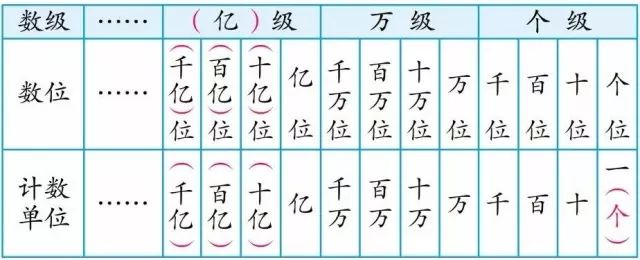 数级 …… （亿）级 万级 个级
数位 …… （千亿）位 （百亿）位 （十亿）位 亿位 千万位 百万位 十万位 万位 千位 百位 十位 个位
计数单位 …… （千亿） （百亿） （十亿） 亿 千万 百万 十万 万 千 百 十 一（个）